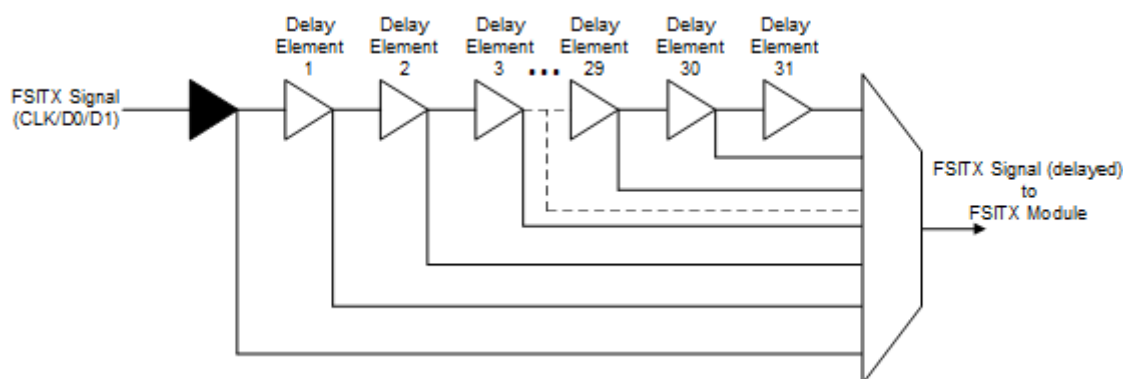 Delay
Element
1
Delay
Element
2
Delay
Element
3
...
Delay
Element
29
Delay
Element
30
Delay
Element
31
FSITX Signal
(CLK/D0/D1)
FSITX Signal (delayed)
to
FSITX Module